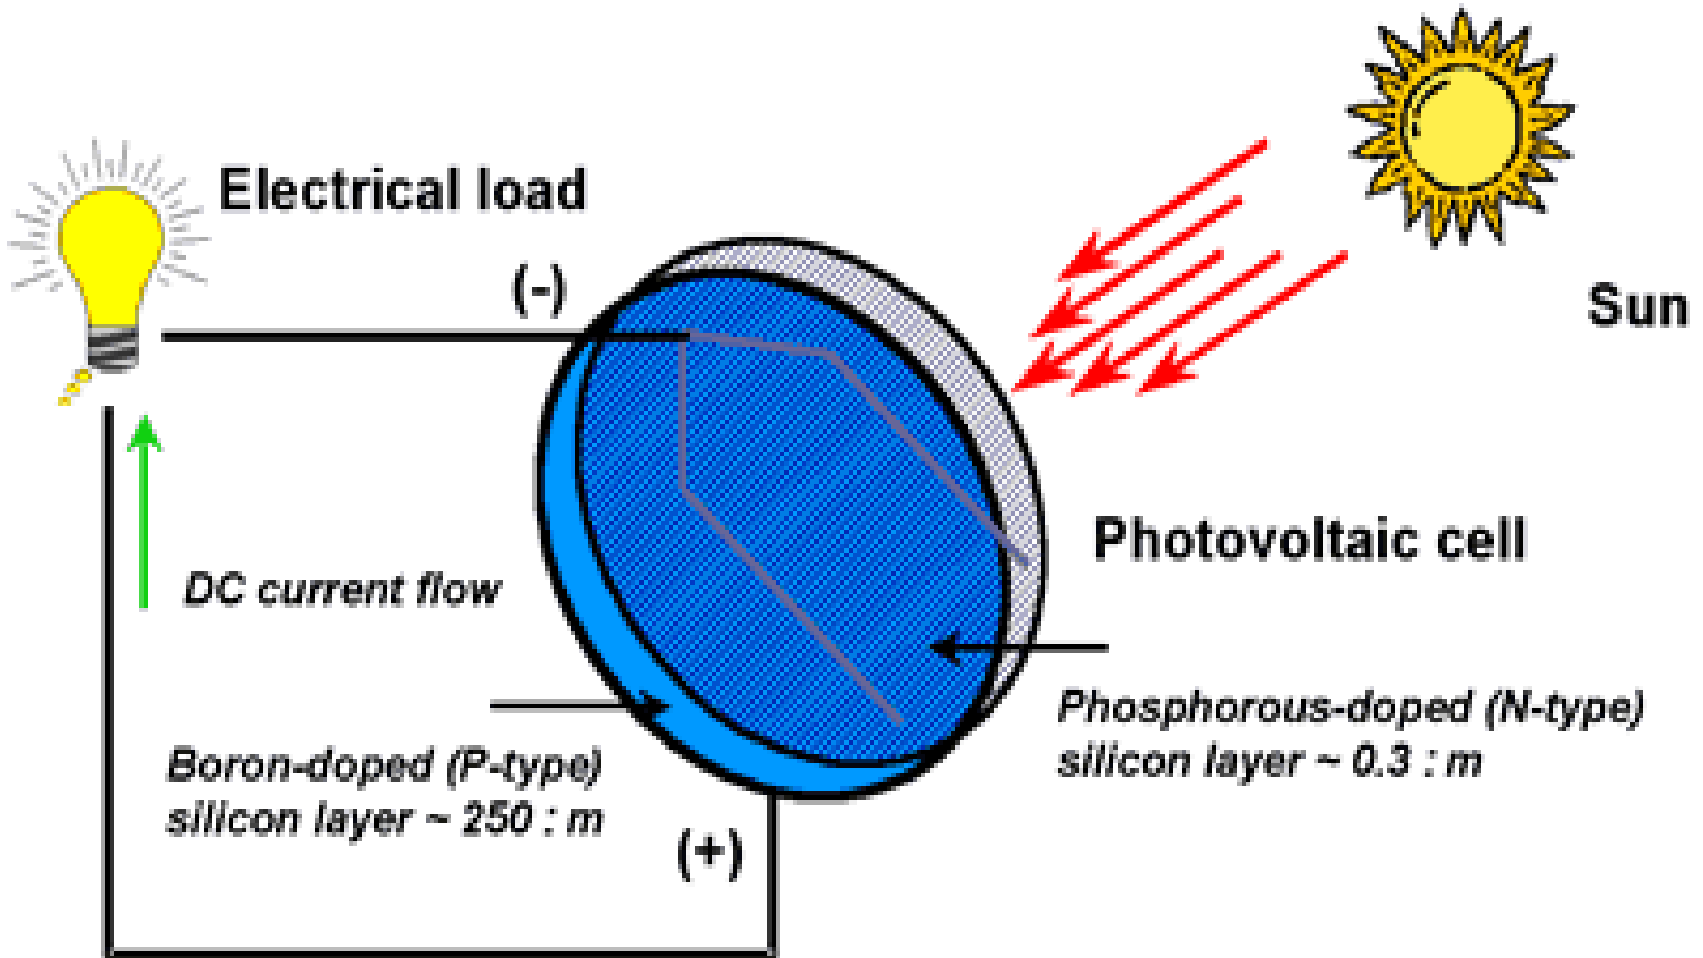 Electrical load
(-)
Sun
Photovoltaic cell
DC current flow
Phosphorous-doped (N-type)
silicon layer ~ 0.3 : m
Boron-doped (P-type)
silicon layer ~ 250 : m
(+)